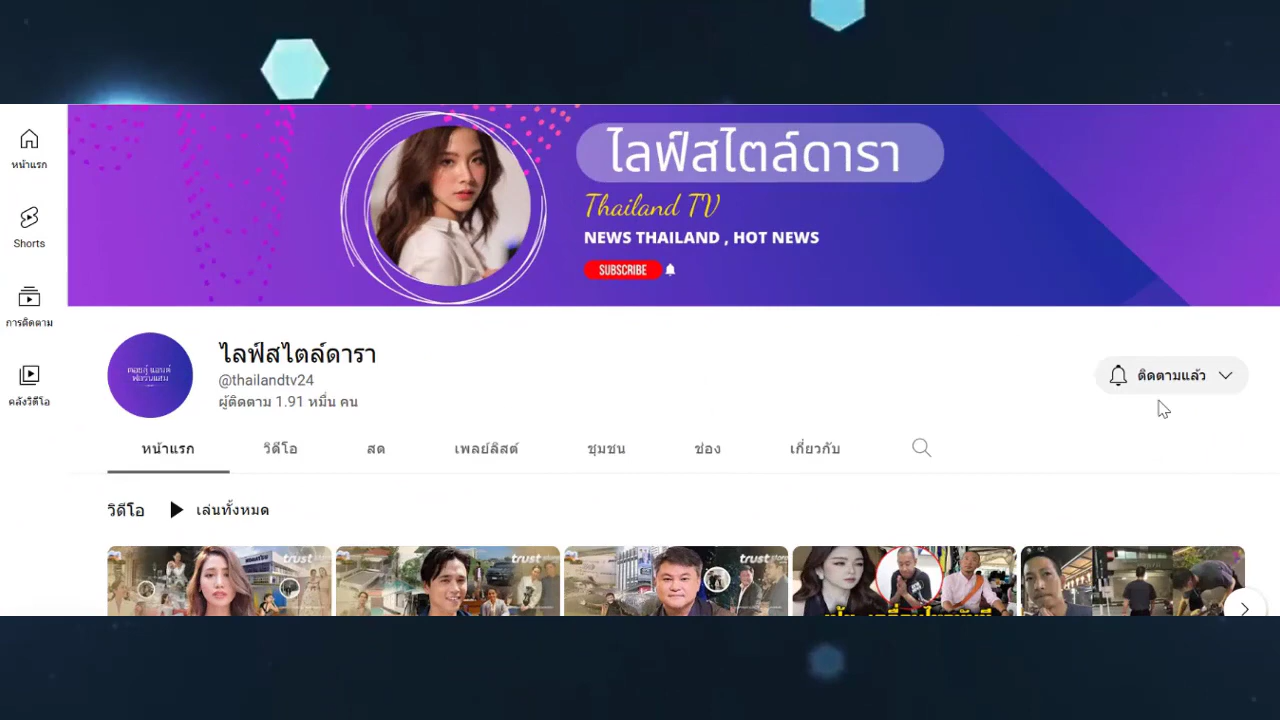 ไลฟ์สไตล์ดารา
Thailand TV
NEWS THAILAND , HOT NEWS
SUBSCRIBE
หน้าแรก
Shorts
การติดตาม
คลังวิดีโอ
ไลฟ์สไตล์ดารา
@thailandtv24
ผู้ติดตาม 1.91 หมื่น คน
ติดตามแล้ว
หน้าแรก วิดีโอ สด เพลย์ลิสต์ ชุมชน ช่อง เกี่ยวกับ
วิดีโอ เล่นทั้งหมด
trust
trust
trust